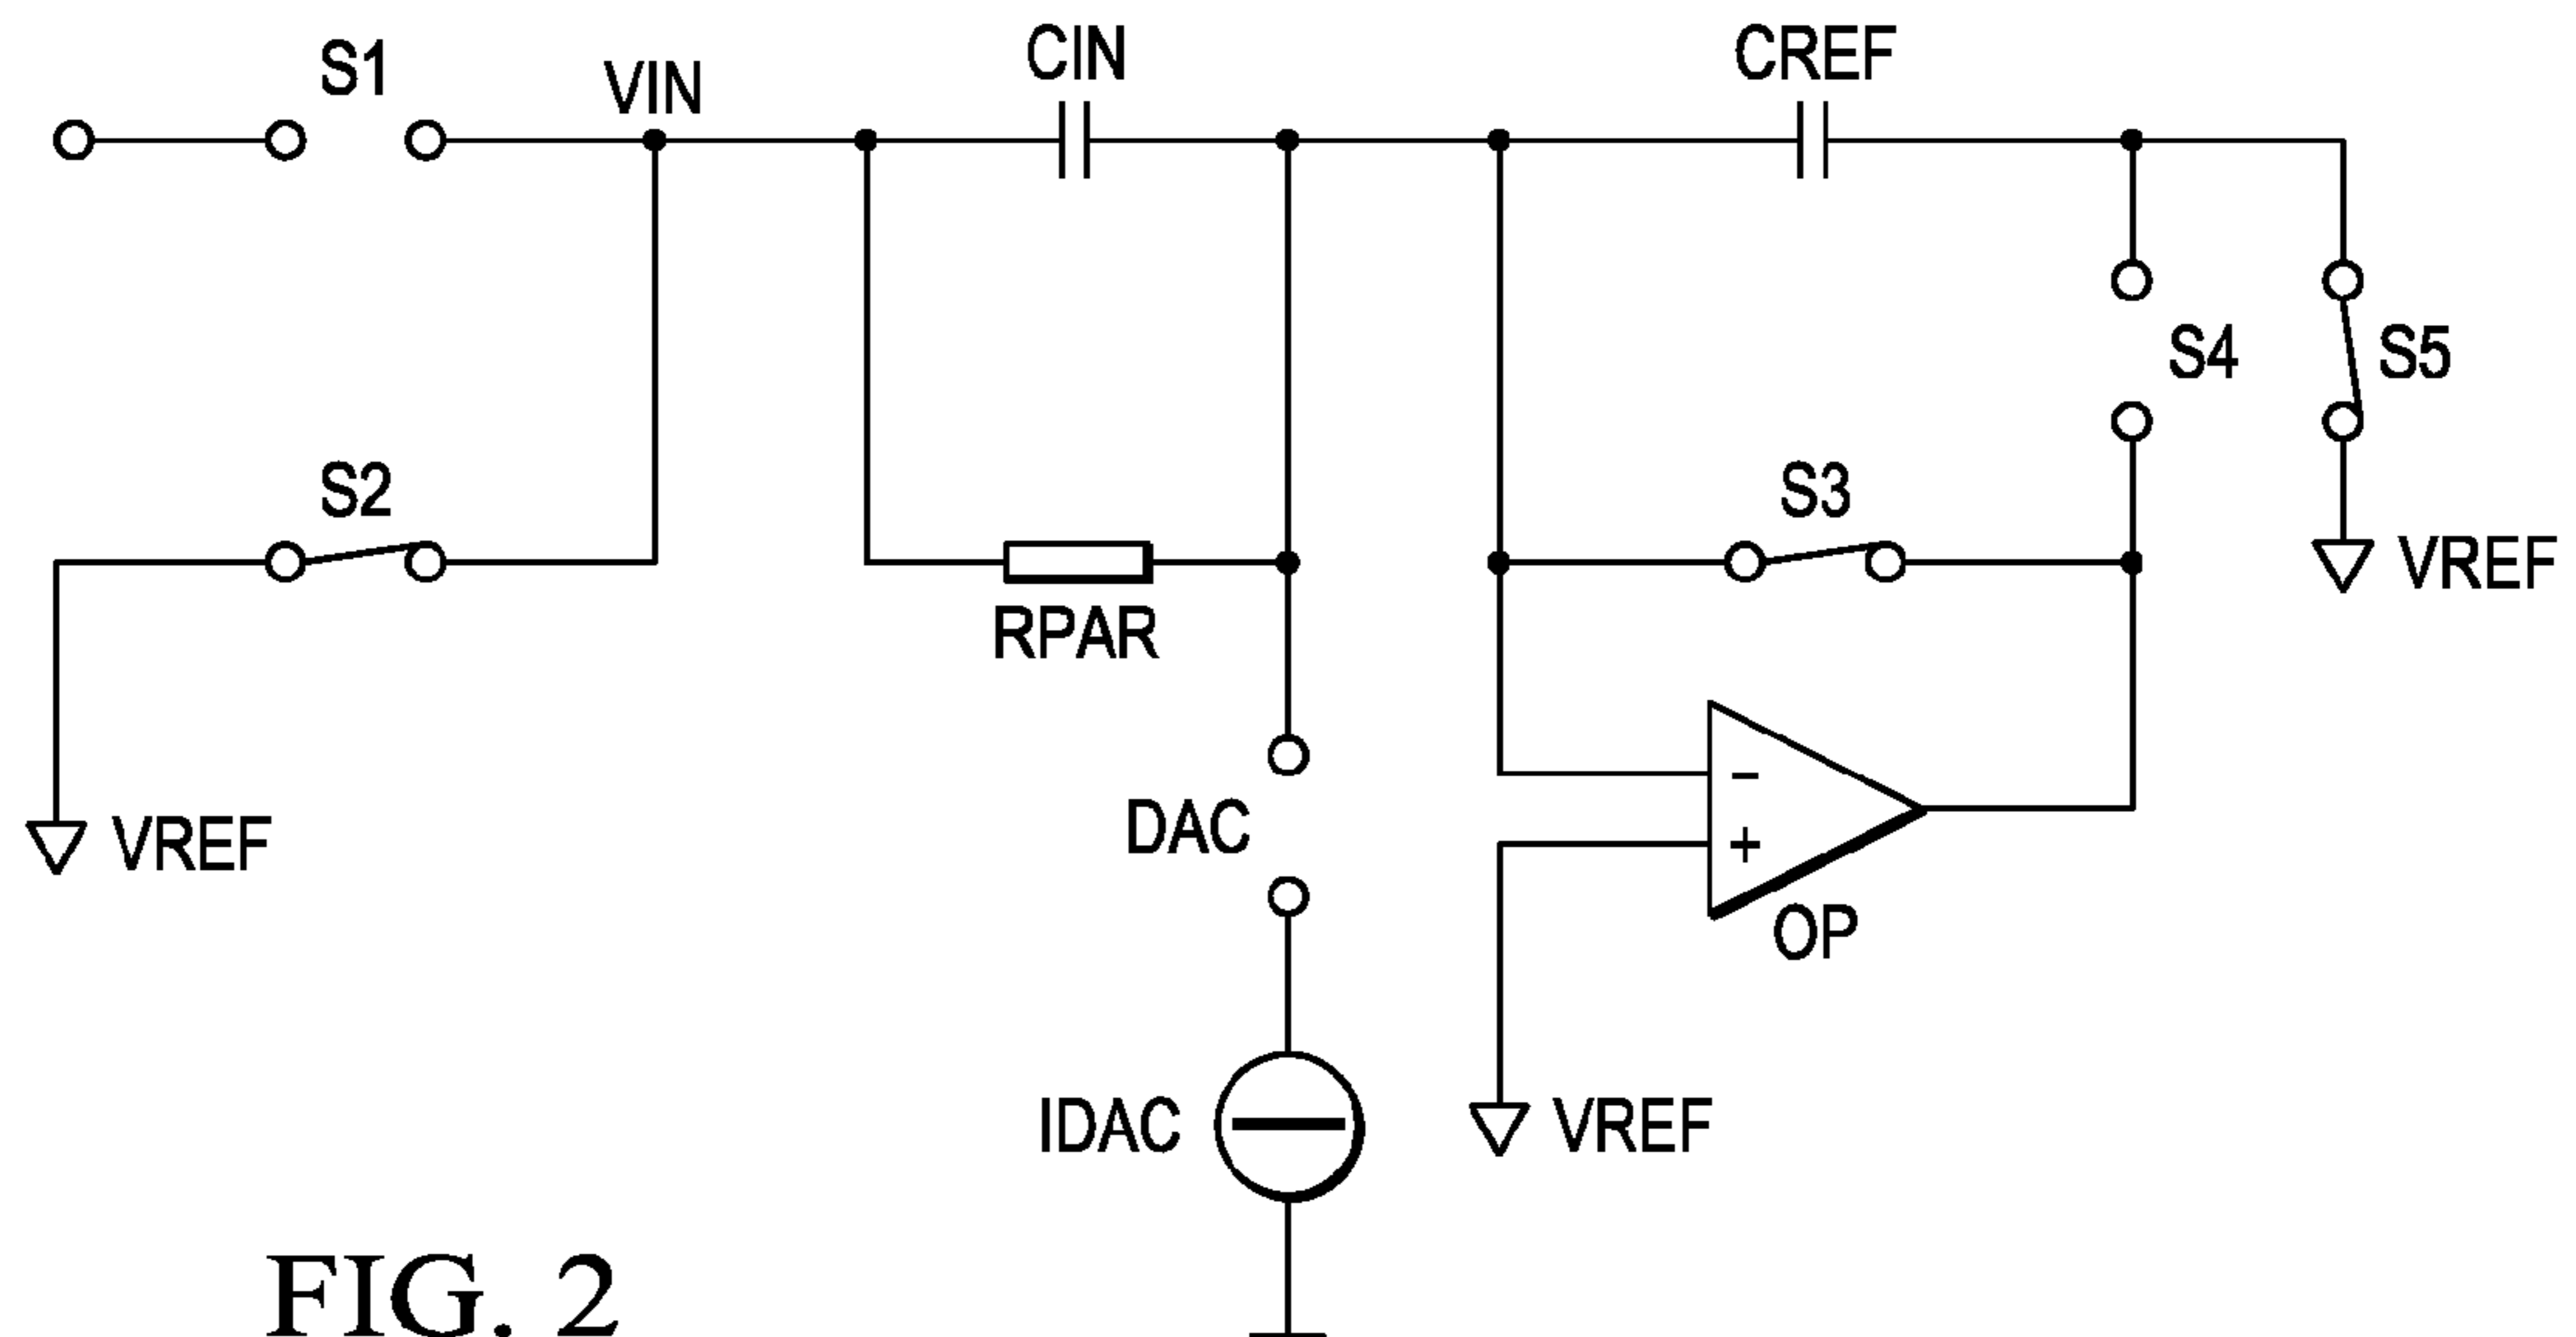 S1
VIN
CIN
CREF
S4
S5
S2
S3
VREF
RPAR
DAC
−
+
VREF
OP
IDAC
VREF
FIG. 2